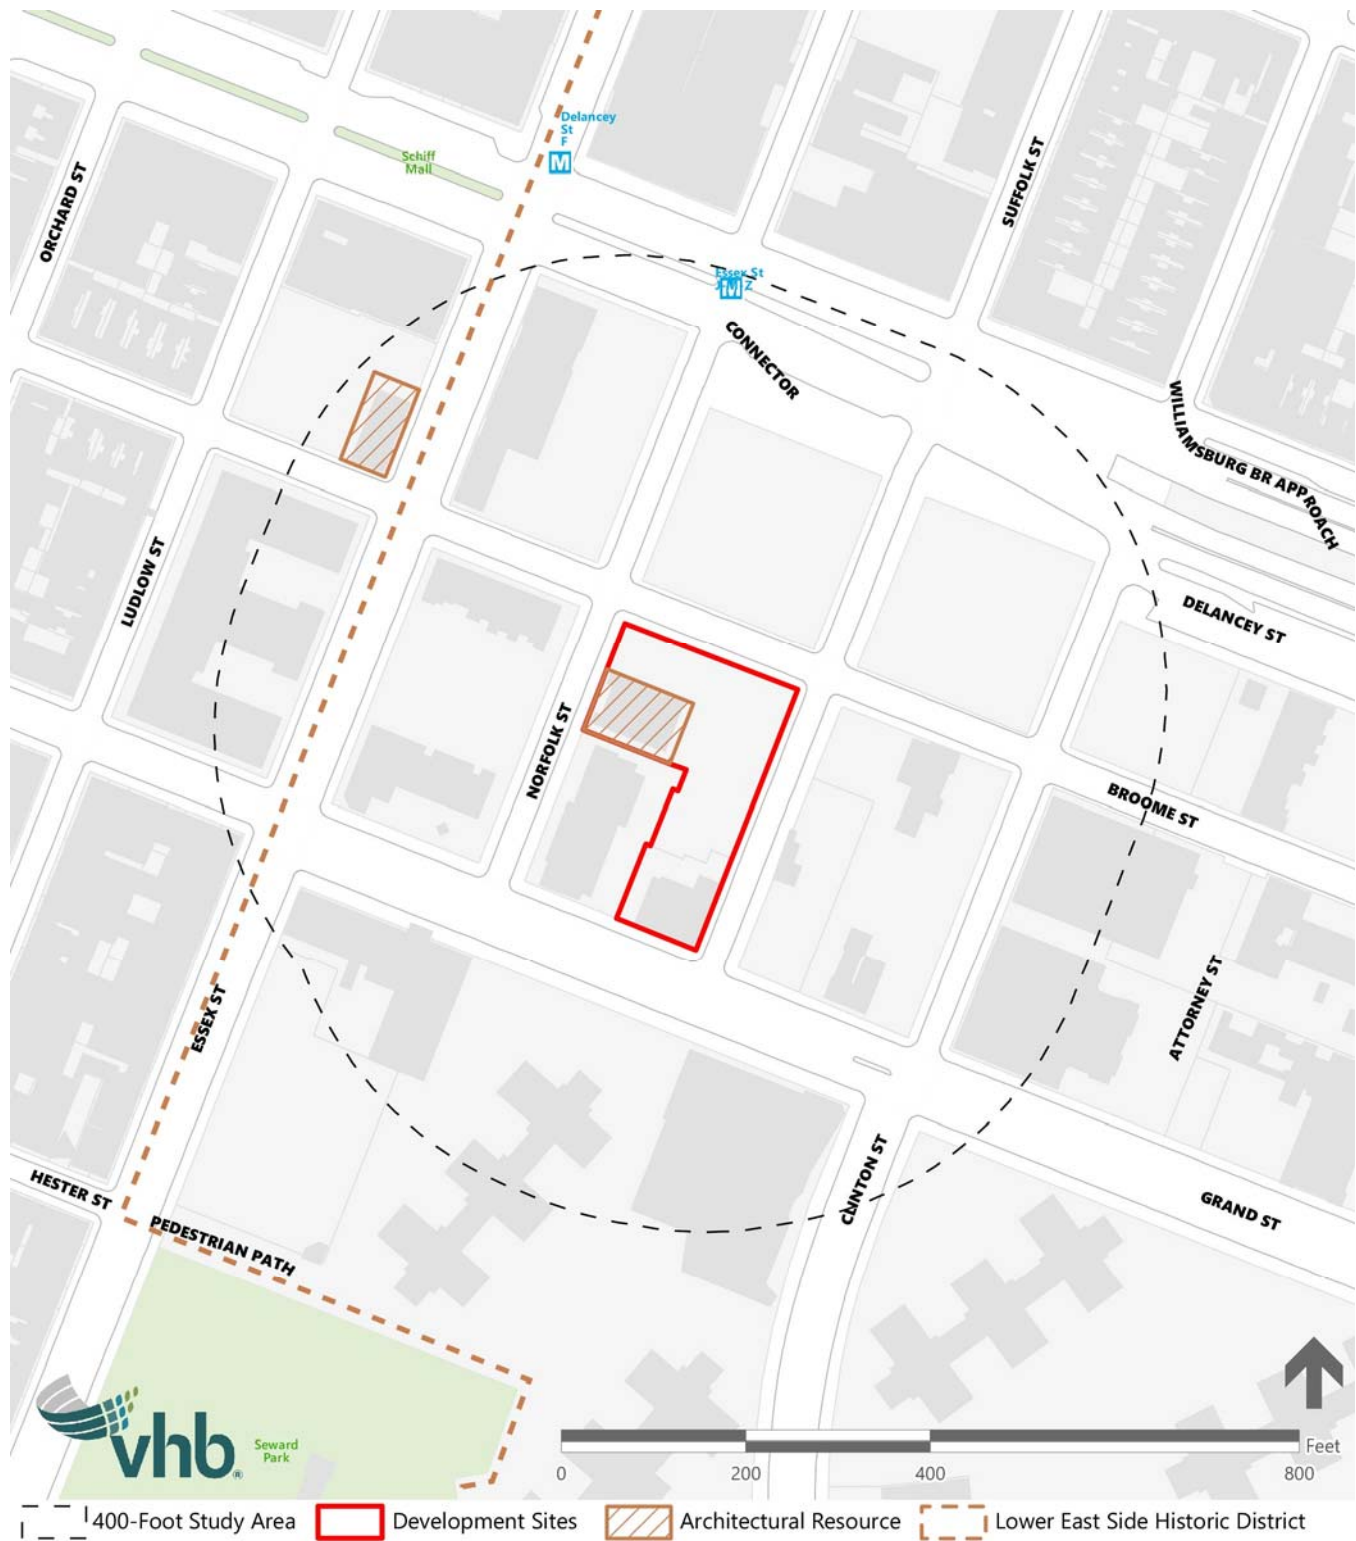 Delancey
St
F
M
Schiff
Mall
ORCHARD ST
SUFFOLK ST
Essex St
J M Z
M
CONNECTOR
WILLIAMSBURG BR APPROACH
LUDLOW ST
DELANCEY ST
NORFOLK ST
BROOME ST
ATTORNEY ST
ESSEX ST
CLINTON ST
HESTER ST
GRAND ST
PEDESTRIAN PATH
vhb®
Seward
Park
Feet
0 200 400 800
400-Foot Study Area Development Sites Architectural Resource Lower East Side Historic District